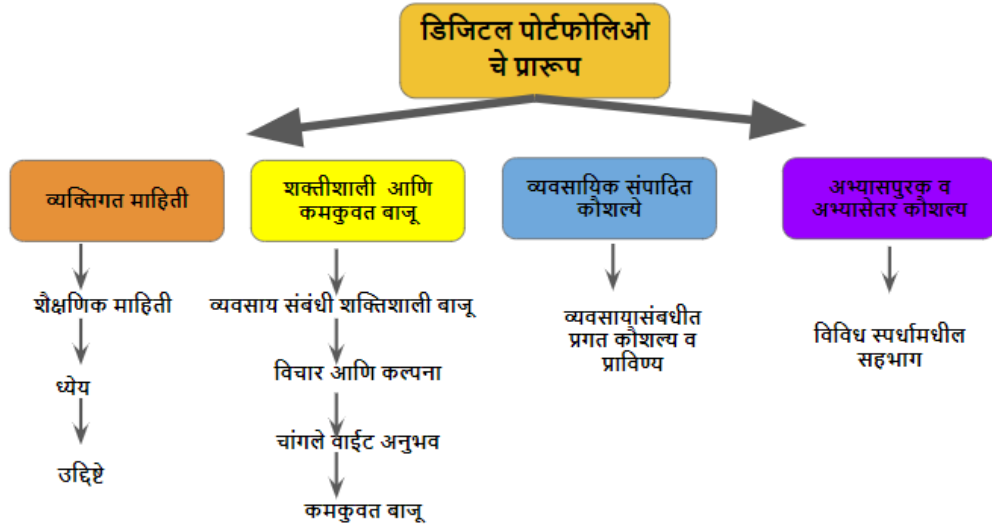 डिजिटल पोर्टफोलिओ
चे प्रारूप
व्यक्तिगत माहिती
शैक्षणिक माहिती
ध्येय
उद्दिष्टे
शक्तीशाली आणि
कमकुवत बाजू
व्यवसाय संबंधी शक्तिशाली बाजू
विचार आणि कल्पना
चांगले वाईट अनुभव
कमकुवत बाजू
व्यवसायिक संपादित
कौशल्ये
व्यवसायासंबधीत
प्रगत कौशल्य व
प्राविण्य
अभ्यासपुरक व
अभ्यासेतर कौशल्य
विविध स्पर्धामधील
सहभाग